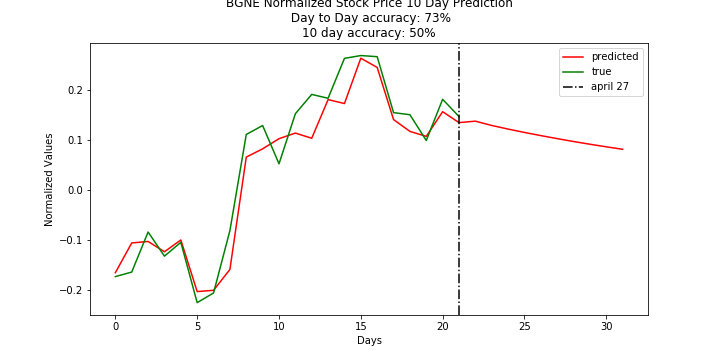 BGNE Normalized Stock Price 10 Day Prediction
Day to Day accuracy: 73%
10 day accuracy: 50%
predicted
true
april 27
Normalized Values
0.2
0.1
0.0
−0.1
−0.2
0 5 10 15 20 25 30
Days